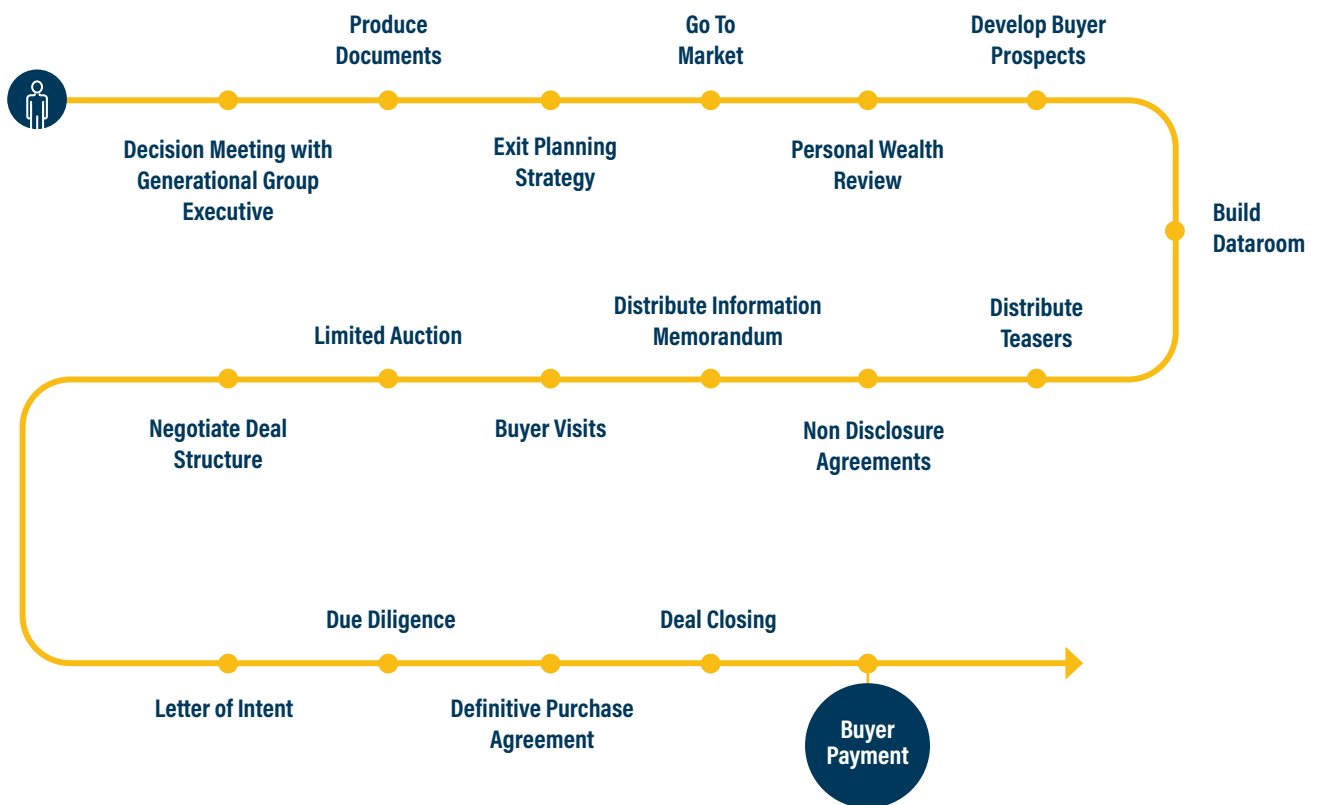 Produce
Documents
Go To
Market
Develop Buyer
Prospects
Decision Meeting with
Generational Group
Executive
Exit Planning
Strategy
Personal Wealth
Review
Build
Dataroom
Limited Auction
Distribute Information
Memorandum
Distribute
Teasers
Negotiate Deal
Structure
Buyer Visits
Non Disclosure
Agreements
Due Diligence
Deal Closing
Letter of Intent
Definitive Purchase
Agreement
Buyer
Payment